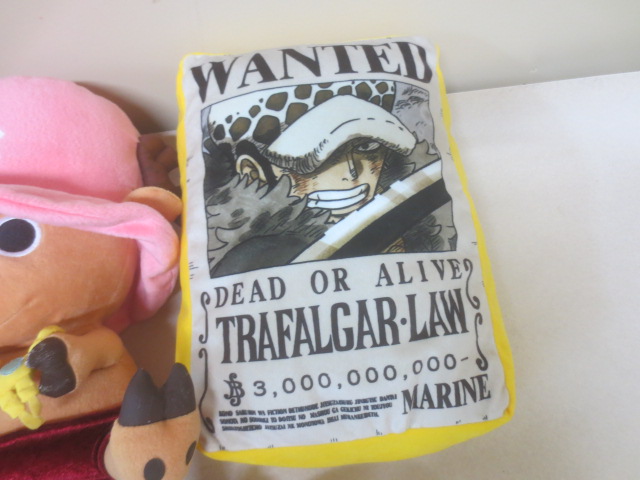 WANTED
DEAD OR ALIVE
TRAFALGAR·LAW
฿ 3,000,000,000-
MARINE